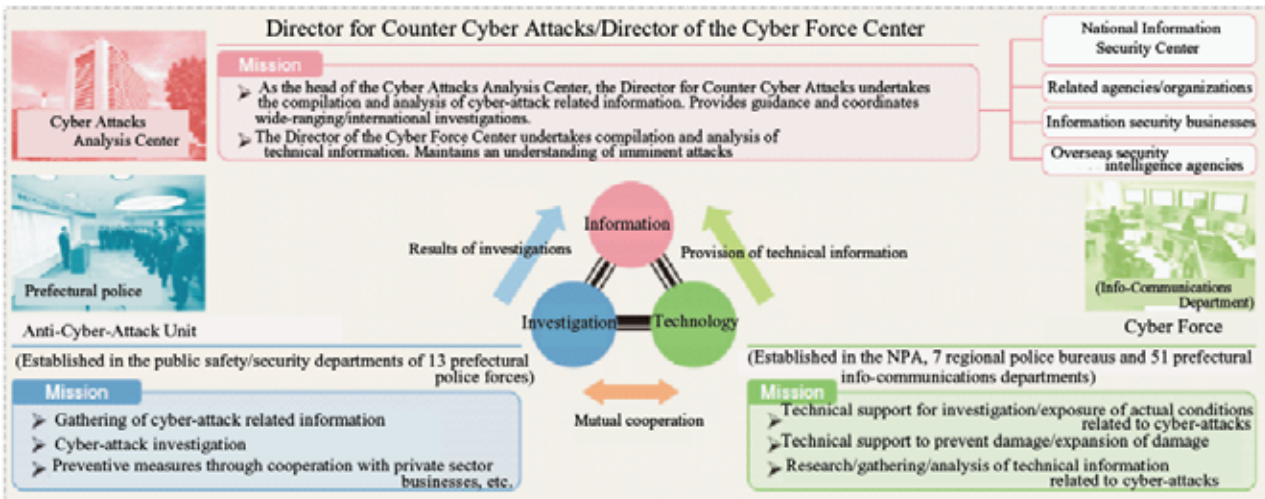 Director for Counter Cyber Attacks/Director of the Cyber Force Center
Cyber Attacks
Analysis Center
Mission
➢ As the head of the Cyber Attacks Analysis Center, the Director for Counter Cyber Attacks undertakes
the compilation and analysis of cyber-attack related information. Provides guidance and coordinates
wide-ranging/international investigations.
➢ The Director of the Cyber Force Center undertakes compilation and analysis of
technical information. Maintains an understanding of imminent attacks
National Information
Security Center
Related agencies/organizations
Information security businesses
Overseas security
intelligence agencies
Prefectural police
Results of investigations
Information
Provision of technical information
Investigation
Technology
Mutual cooperation
(Info-Communications
Department)
Anti-Cyber-Attack Unit
(Established in the public safety/security departments of 13 prefectural
police forces)
Mission
➢ Gathering of cyber-attack related information
➢ Cyber-attack investigation
➢ Preventive measures through cooperation with private sector
businesses, etc.
Cyber Force
(Established in the NPA, 7 regional police bureaus and 51 prefectural
info-communications departments)
Mission
➢ Technical support for investigation/exposure of actual conditions
related to cyber-attacks
➢ Technical support to prevent damage/expansion of damage
➢ Research/gathering/analysis of technical information
related to cyber-attacks